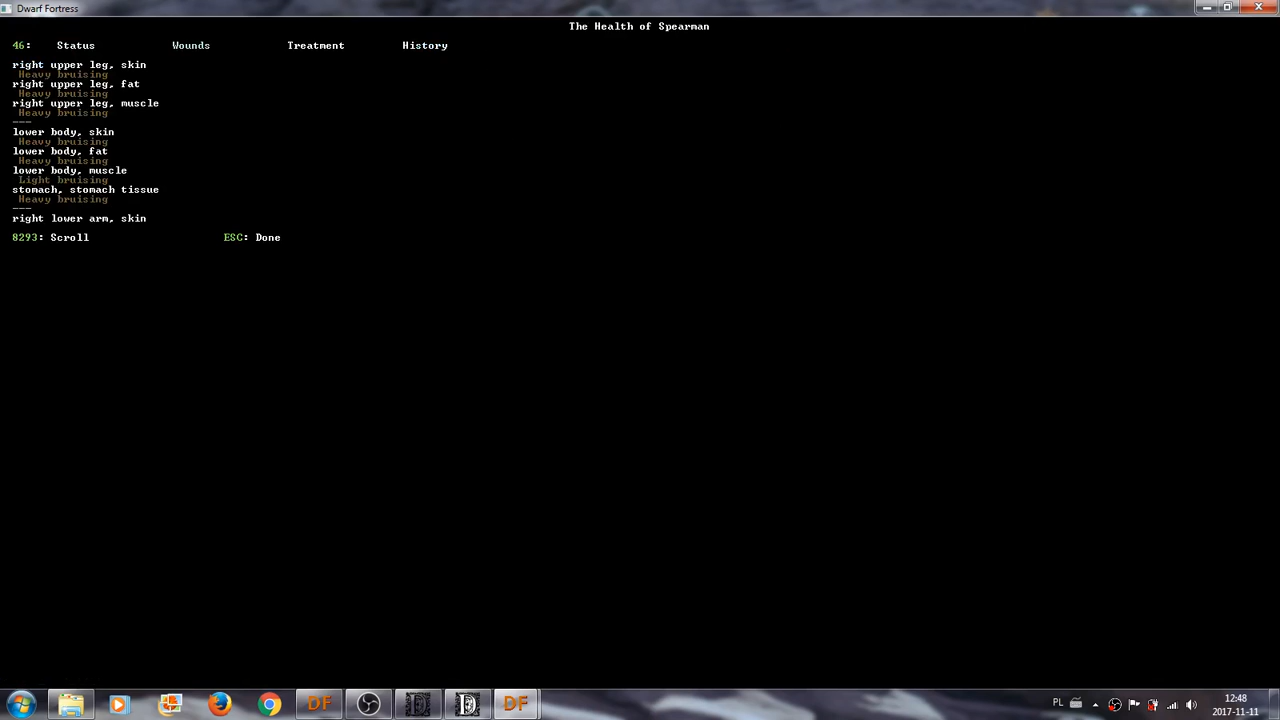 Dwarf Fortress
The Health of Spearman
46: Status Wounds Treatment History
right upper leg, skin
Heavy bruising
right upper leg, fat
Heavy bruising
right upper leg, muscle
Heavy bruising
---
lower body, skin
Heavy bruising
lower body, fat
Heavy bruising
lower body, muscle
Light bruising
stomach, stomach tissue
Heavy bruising
---
right lower arm, skin
8293: Scroll ESC: Done
DF DF
PL
12:48
2017-11-11